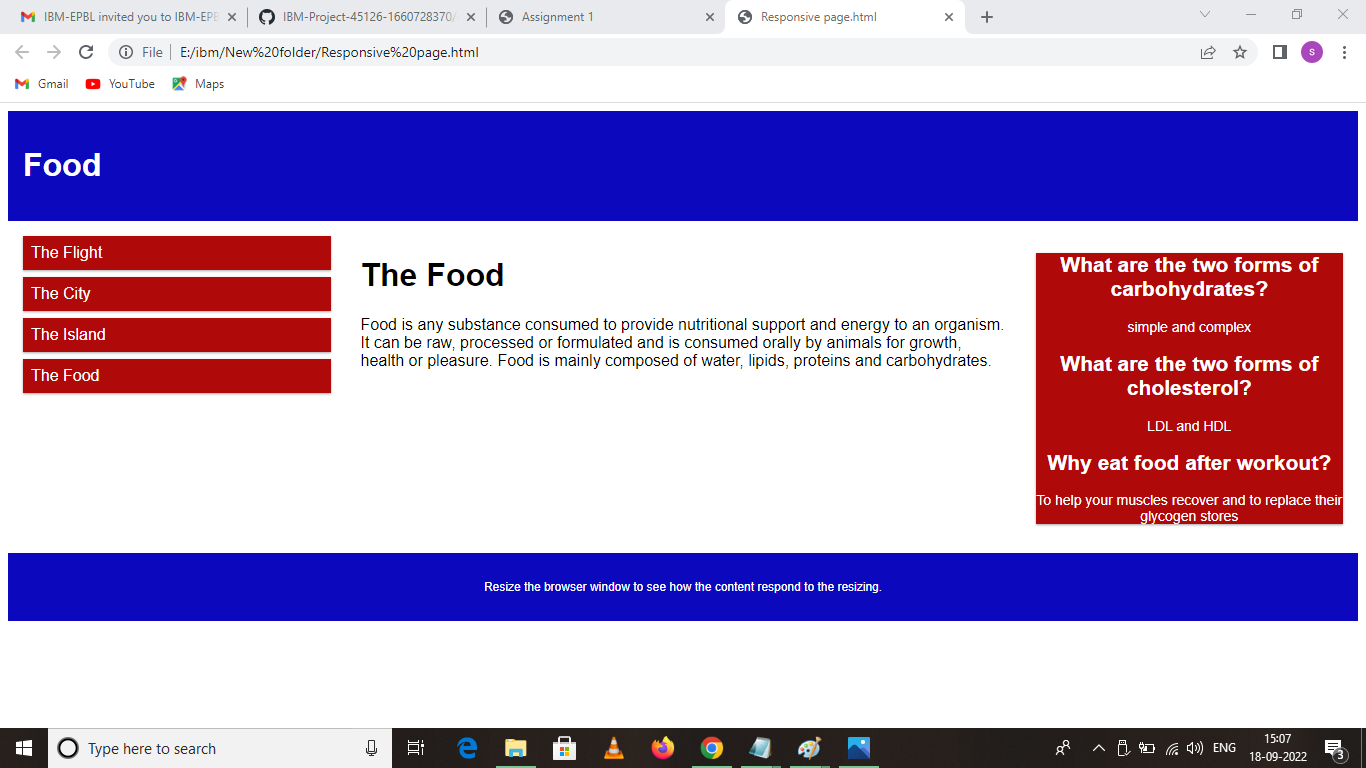 IBM-EPBL invited you to IBM-EPB
IBM-Project-45126-1660728370/
Assignment 1
Responsive page.html
File
E:/ibm/New%20folder/Responsive%20page.html
s
Gmail
YouTube
Maps
Food
The Flight
The City
The Island
The Food
The Food
Food is any substance consumed to provide nutritional support and energy to an organism.
It can be raw, processed or formulated and is consumed orally by animals for growth,
health or pleasure. Food is mainly composed of water, lipids, proteins and carbohydrates.
What are the two forms of
carbohydrates?
simple and complex
What are the two forms of
cholesterol?
LDL and HDL
Why eat food after workout?
To help your muscles recover and to replace their
glycogen stores
Resize the browser window to see how the content respond to the resizing.
Type here to search
ENG
15:07
18-09-2022
3